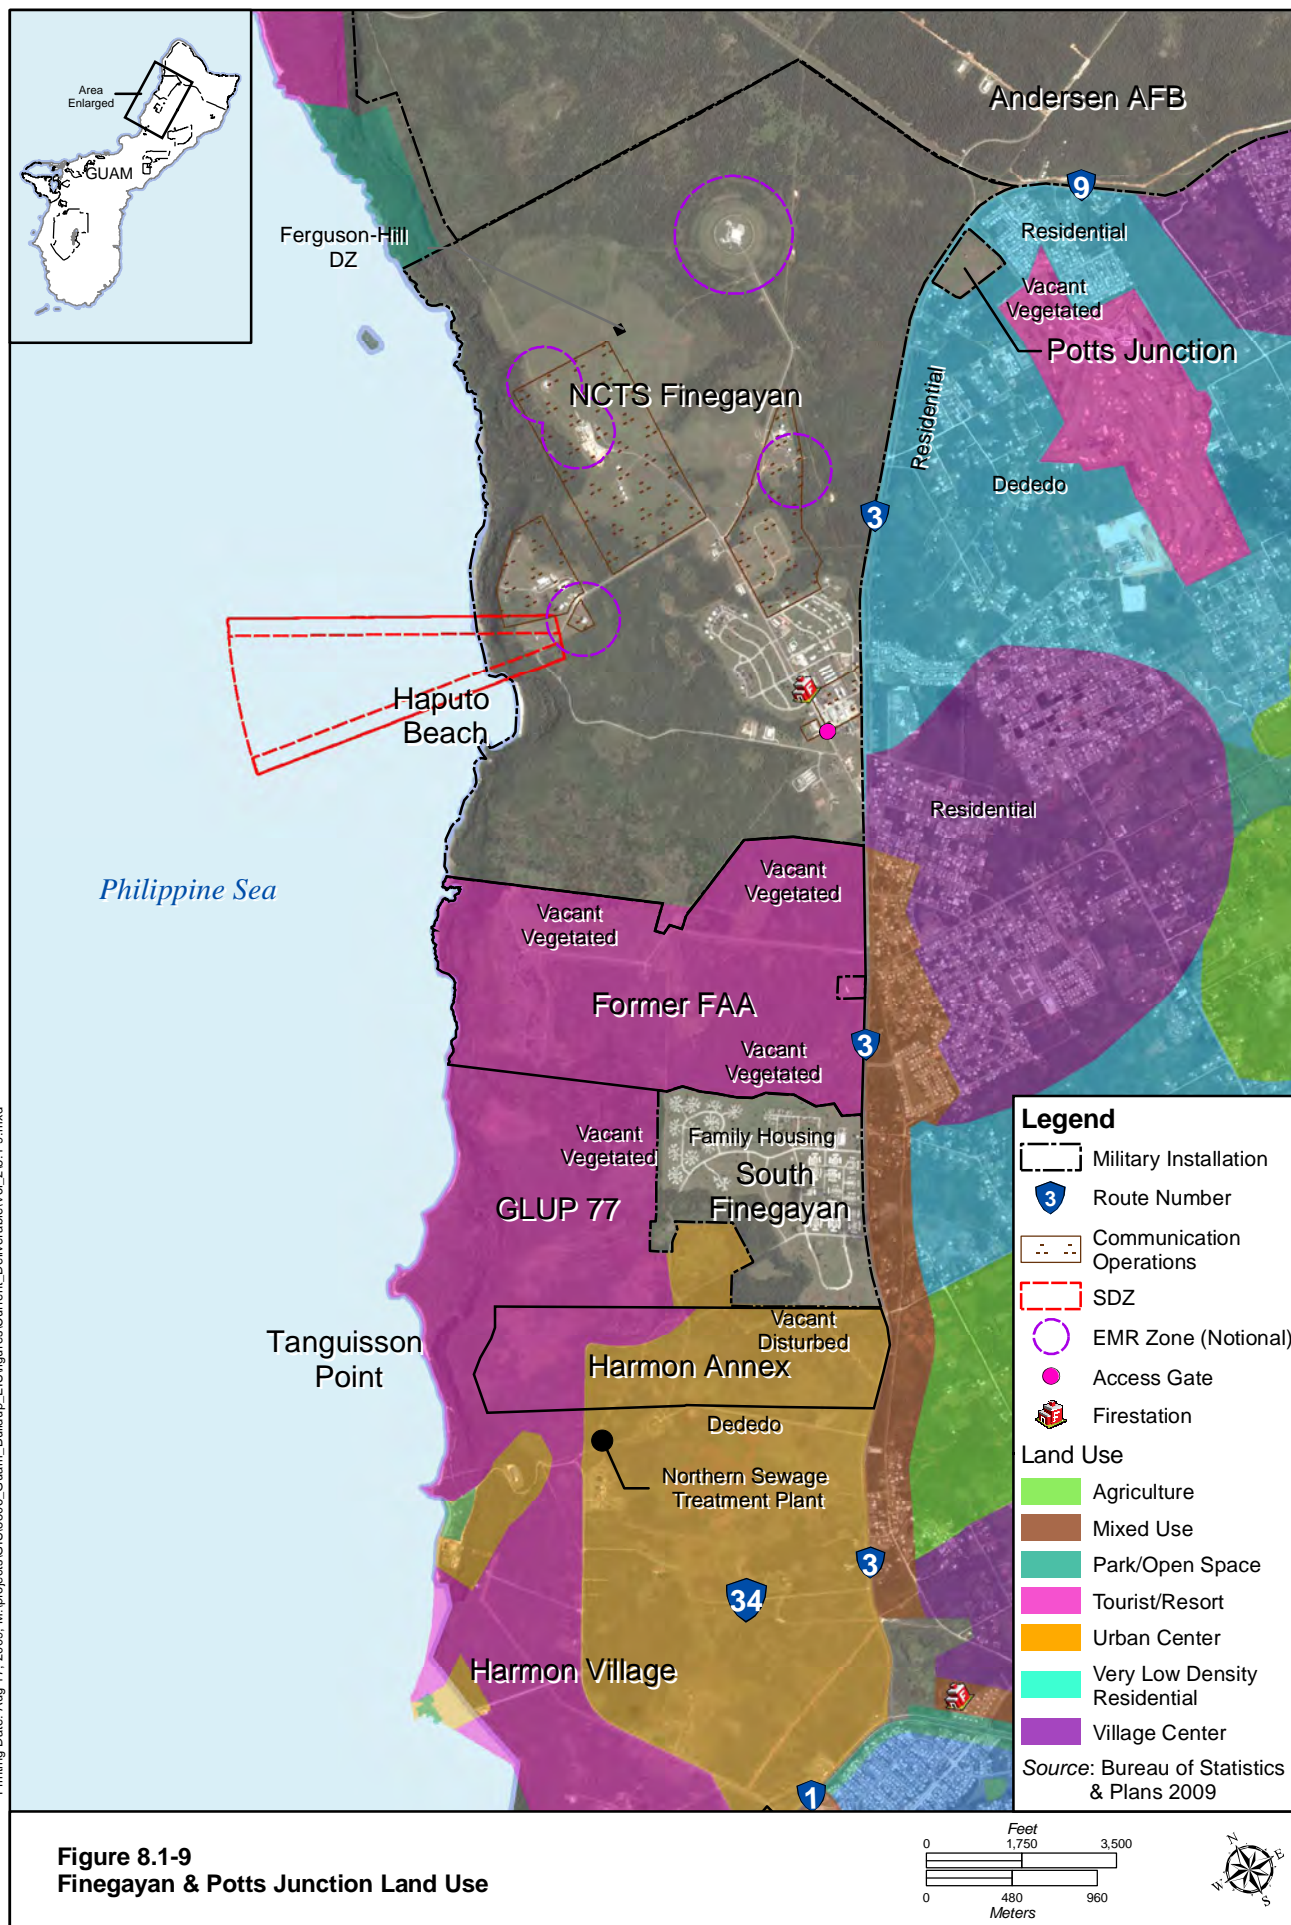 Area
Enlarged
GUAM
Andersen AFB
9
Residential
Ferguson-Hill
DZ
Vacant
Vegetated
Potts Junction
NCTS Finegayan
Residential
Dededo
3
Haputo
Beach
Residential
Philippine Sea
Vacant
Vegetated
Vacant
Vegetated
Former FAA
3
Vacant
Vegetated
Vacant
Vegetated
Family Housing
South
Finegayan
GLUP 77
Vacant
Disturbed
Tanguisson
Point
Harmon Annex
Dededo
Northern Sewage
Treatment Plant
3
34
Harmon Village
1
Legend
Military Installation
3 Route Number
Communication
Operations
SDZ
EMR Zone (Notional)
Access Gate
Firestation
Land Use
Agriculture
Mixed Use
Park/Open Space
Tourist/Resort
Urban Center
Very Low Density
Residential
Village Center
Source: Bureau of Statistics
& Plans 2009
Figure 8.1-9
Finegayan & Potts Junction Land Use
Feet
0 1,750 3,500
0 480 960
Meters
N
E
S
W